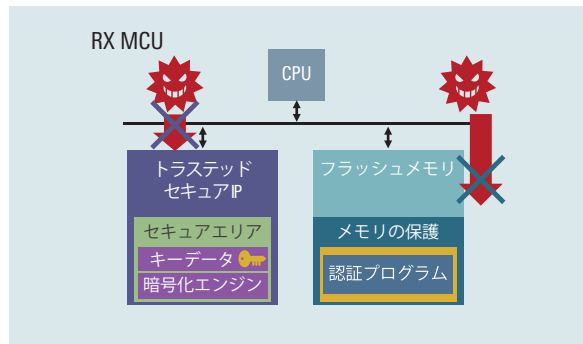 RX MCU
CPU
トラステッド
セキュアIP
セキュアエリア
キーデータ
暗号化エンジン
フラッシュメモリ
メモリの保護
認証プログラム